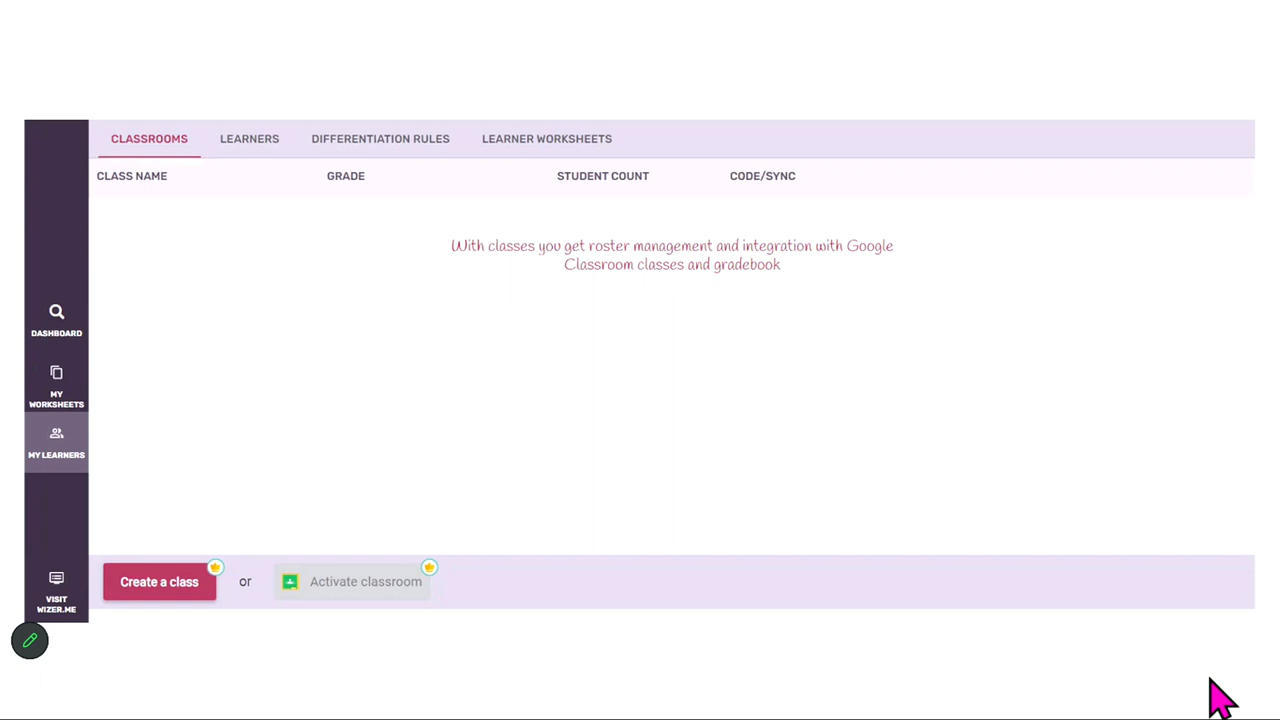 CLASSROOMS LEARNERS DIFFERENTIATION RULES LEARNER WORKSHEETS
CLASS NAME GRADE STUDENT COUNT CODE/SYNC
With classes you get roster management and integration with Google
Classroom classes and gradebook
DASHBOARD
MY
WORKSHEETS
MY LEARNERS
VISIT
WIZER.ME
Create a class or Activate classroom